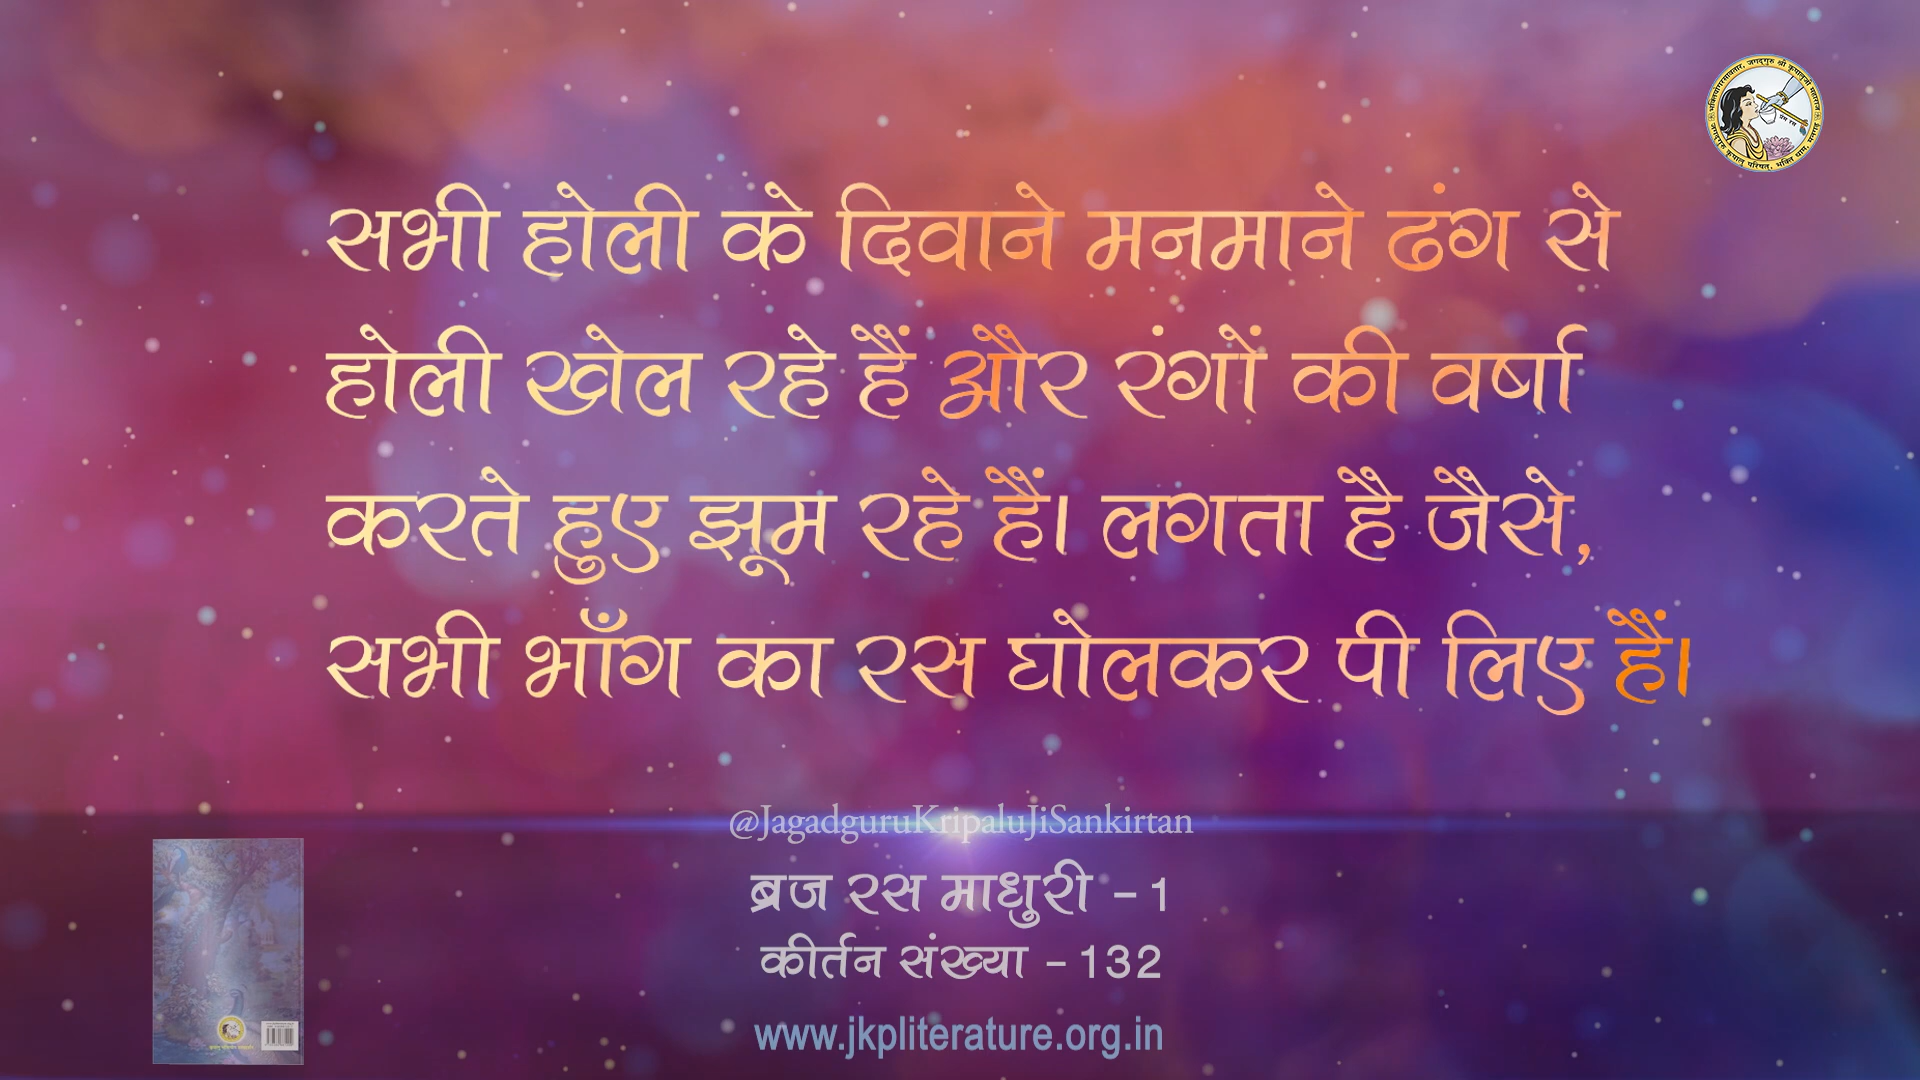 सभी होली के दिवाने मनमाने ढंग से
होली खेल रहे हैं और रंगों की वर्षा
करते हुए झूम रहे हैं। लगता है जैसे,
सभी भाँग का रस घोलकर पी लिए हैं।
@JagadguruKripaluJiSankirtan
ब्रज रस माधुरी - 1
कीर्तन संख्या - 132
www.jkpliterature.org.in